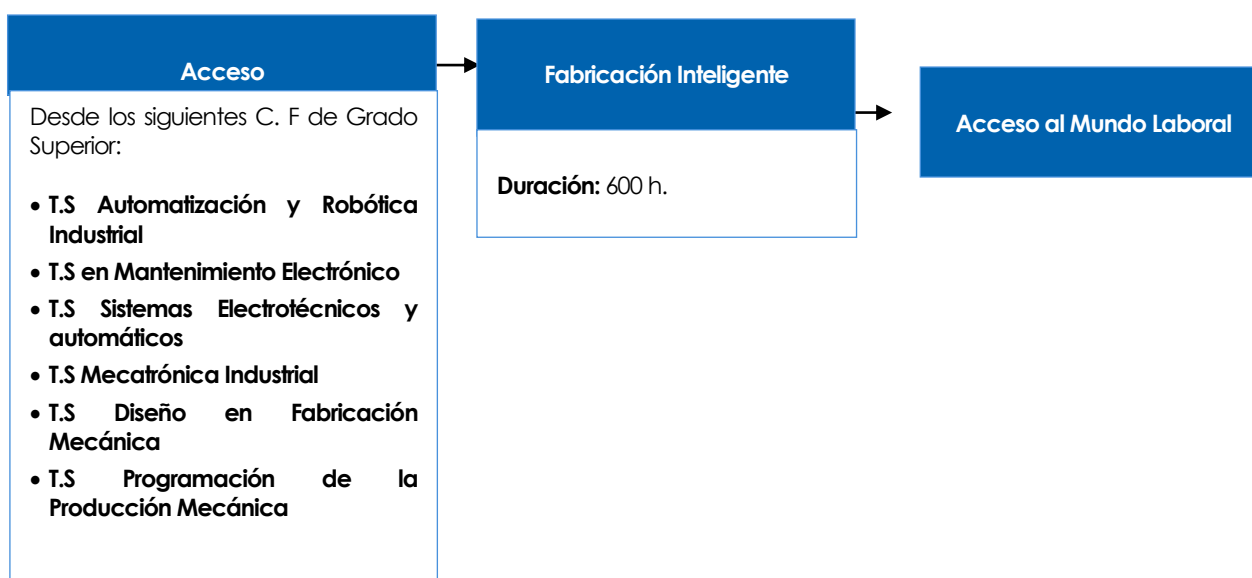 Acceso
Desde los siguientes C. F de Grado
Superior:
• T.S Automatización y Robótica
Industrial
• T.S en Mantenimiento Electrónico
• T.S Sistemas Electrotécnicos y
automáticos
• T.S Mecatrónica Industrial
• T.S Diseño en Fabricación
Mecánica
• T.S Programación de la
Producción Mecánica
Fabricación Inteligente
Duración: 600 h.
Acceso al Mundo Laboral